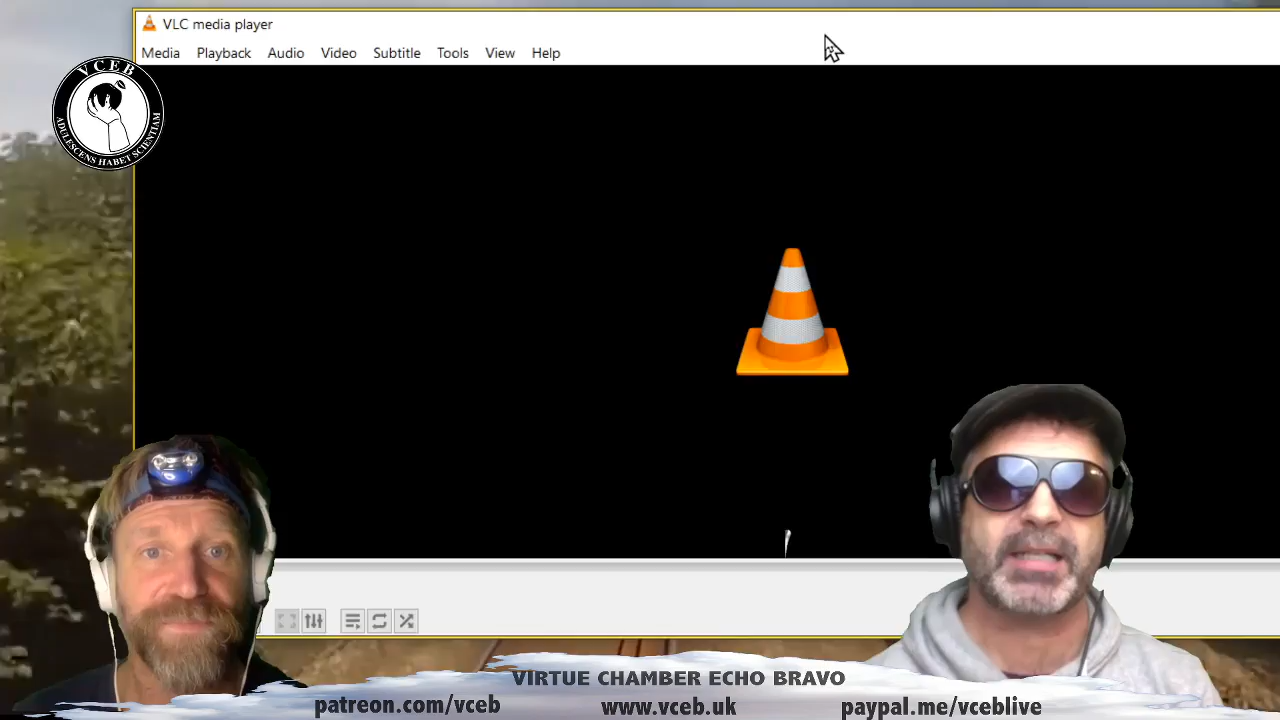 VLC media player
Media Playback Audio Video Subtitle Tools View Help
VCEB
ADULESCENS HABET SCIENTIAM
VIRTUE CHAMBER ECHO BRAVO
patreon.com/vceb www.vceb.uk paypal.me/vceblive